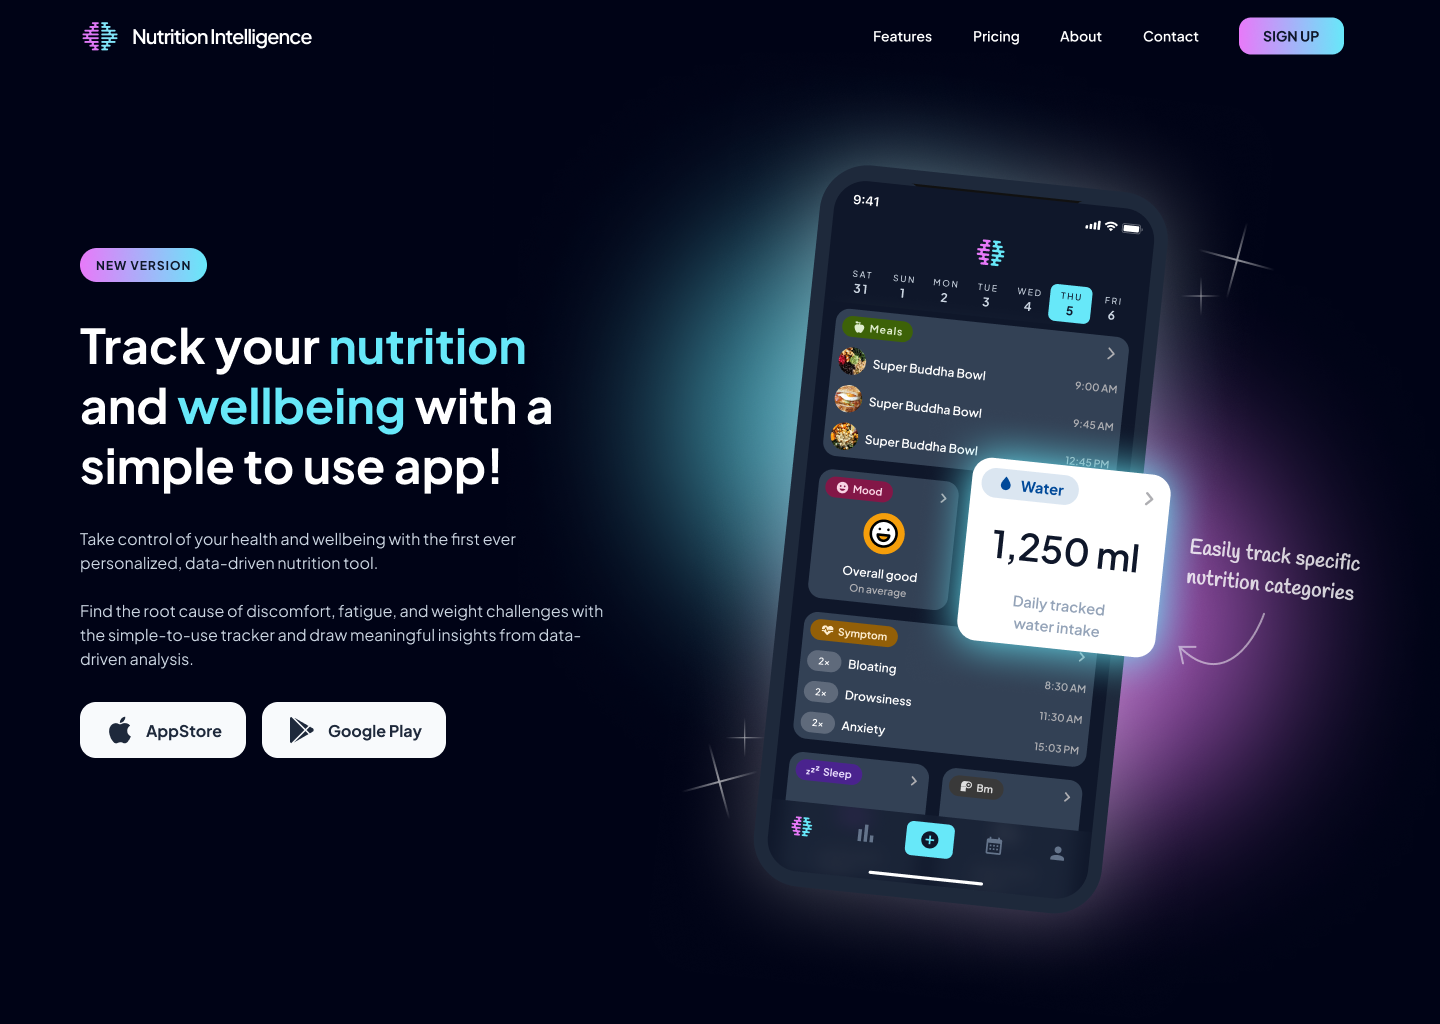 Nutrition Intelligence
Features
Pricing
About
Contact
SIGN UP
NEW VERSION
Track your nutrition
and wellbeing with a
simple to use app!
Take control of your health and wellbeing with the first ever
personalized, data-driven nutrition tool.
Find the root cause of discomfort, fatigue, and weight challenges with
the simple-to-use tracker and draw meaningful insights from data-
driven analysis.
AppStore
Google Play
9:41
SAT
31
SUN
1
MON
2
TUE
3
WED
4
THU
5
FRI
6
Meals
Super Buddha Bowl
9:00 AM
Super Buddha Bowl
9:45 AM
Super Buddha Bowl
12:45 PM
Mood
Overall good
On average
Water
1,250 ml
Daily tracked
water intake
Easily track specific
nutrition categories
Symptom
2×
Bloating
8:30 AM
2×
Drowsiness
11:30 AM
2×
Anxiety
15:03 PM
zzz Sleep
Bm